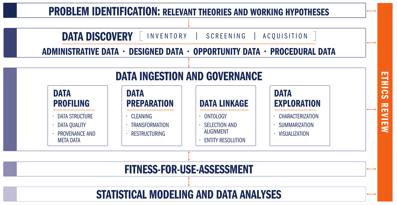 PROBLEM IDENTIFICATION: RELEVANT THEORIES AND WORKING HYPOTHESES
DATA DISCOVERY [ INVENTORY | SCREENING | ACQUISITION ]
ADMINISTRATIVE DATA · DESIGNED DATA · OPPORTUNITY DATA · PROCEDURAL DATA
DATA INGESTION AND GOVERNANCE
DATA
PROFILING
· DATA STRUCTURE
· DATA QUALITY
· PROVENANCE AND
META DATA
DATA
PREPARATION
· CLEANING
· TRANSFORMATION
· RESTRUCTURING
DATA LINKAGE
· ONTOLOGY
· SELECTION AND
ALIGNMENT
· ENTITY RESOLUTION
DATA
EXPLORATION
· CHARACTERIZATION
· SUMMARIZATION
· VISUALIZATION
FITNESS-FOR-USE-ASSESSMENT
STATISTICAL MODELING AND DATA ANALYSES
ETHICS REVIEW